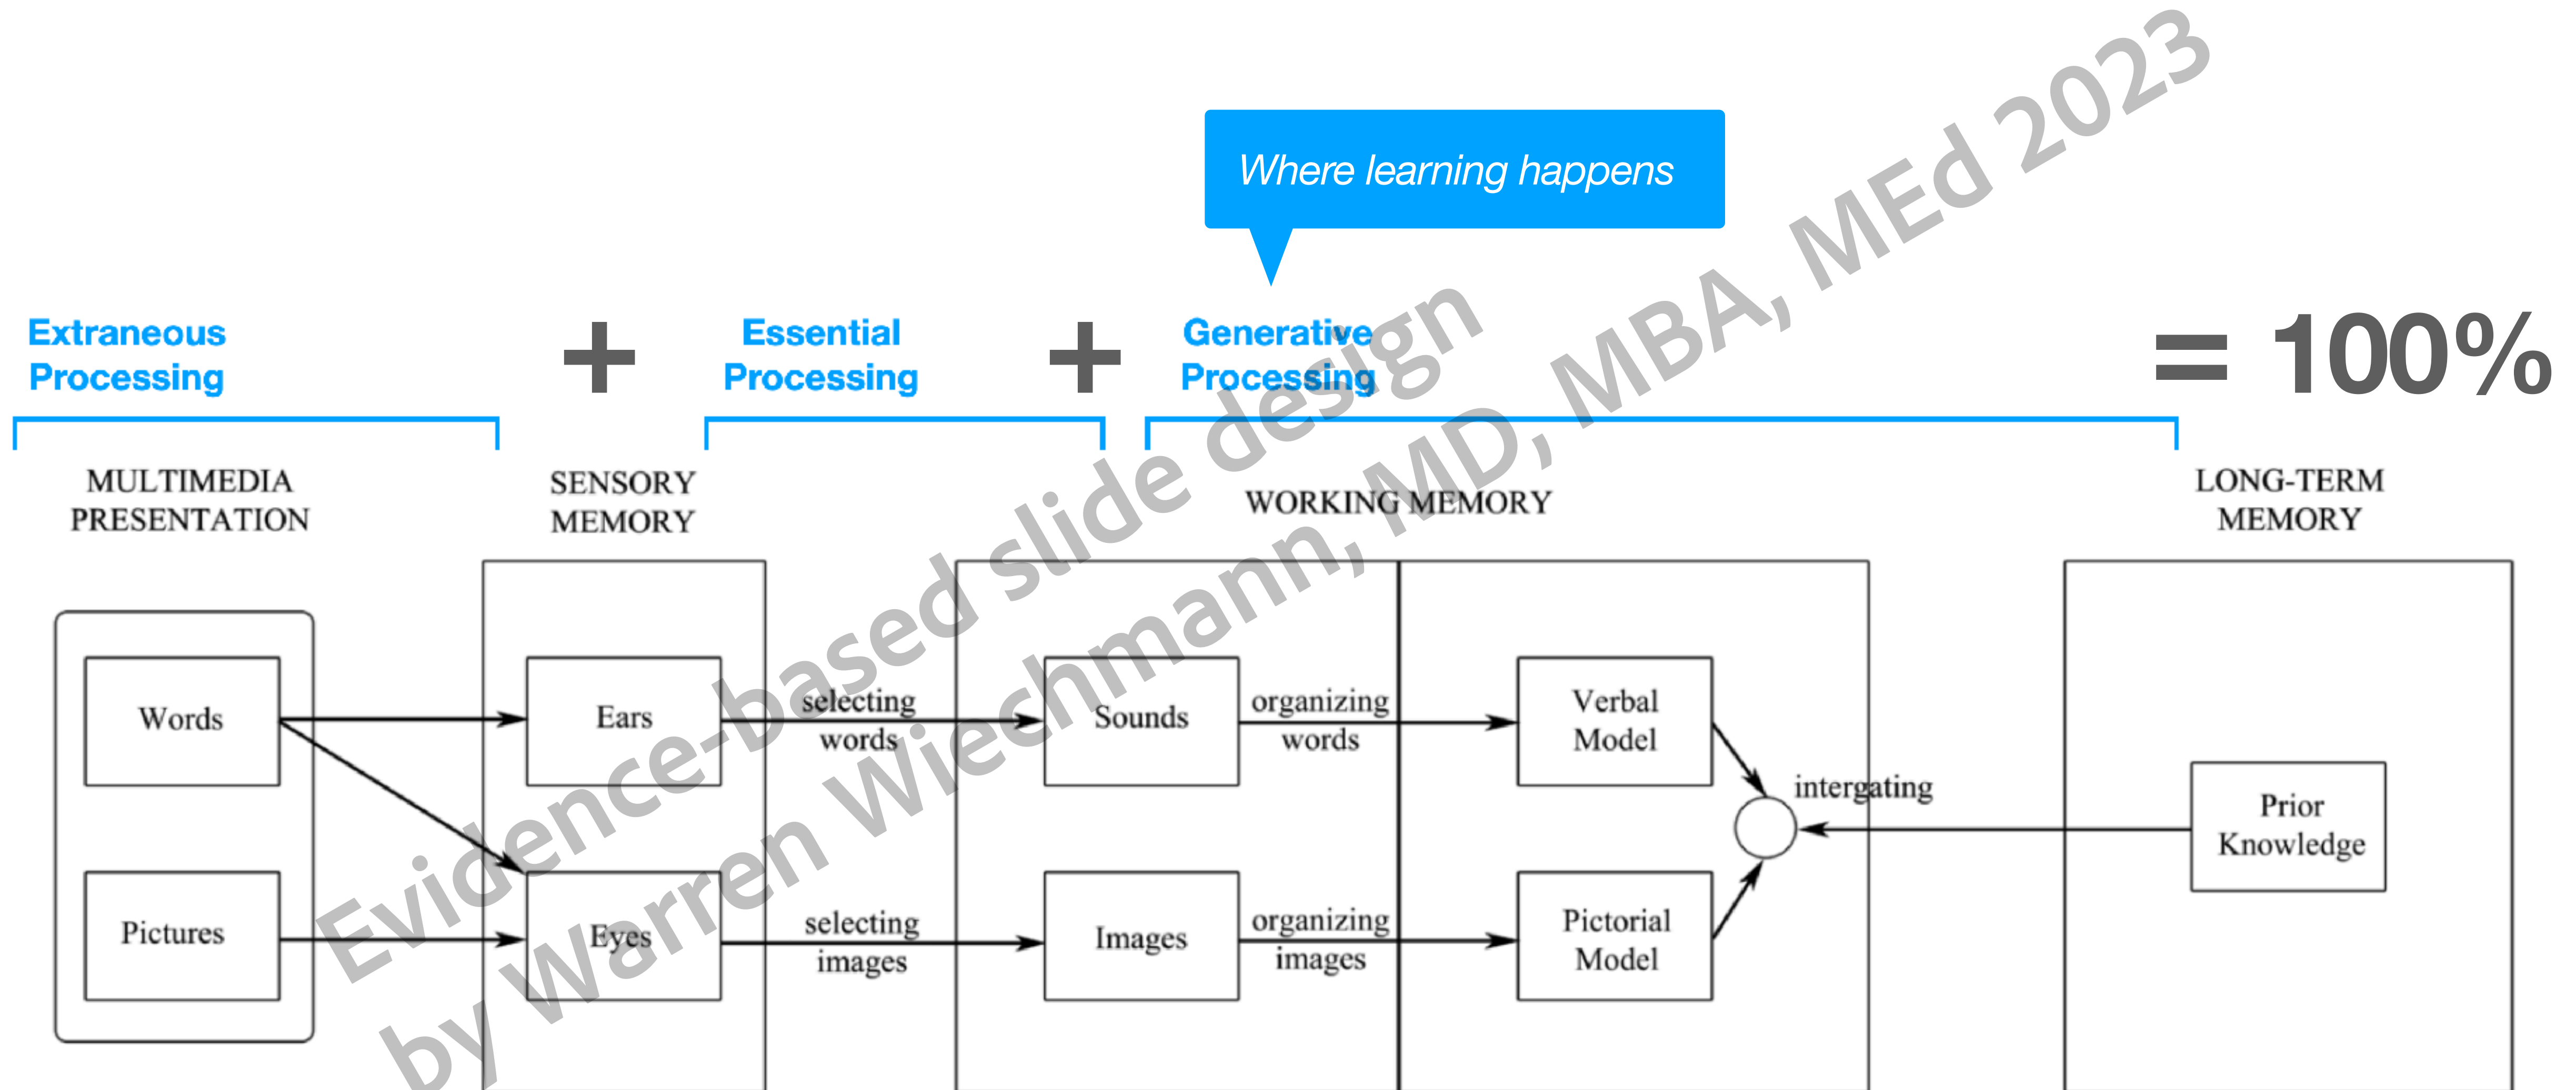 Where learning happens
Extraneous
Processing
+
Essential
Processing
+
Generative
Processing
= 100%
MULTIMEDIA
PRESENTATION
SENSORY
MEMORY
WORKING MEMORY
LONG-TERM
MEMORY
Words
Pictures
Ears
Eyes
selecting
words
selecting
images
Sounds
Images
organizing
words
organizing
images
Verbal
Model
Pictorial
Model
intergating
Prior
Knowledge
Evidence-based slide design
by Warren Wiechmann, MD, MBA, MEd 2023